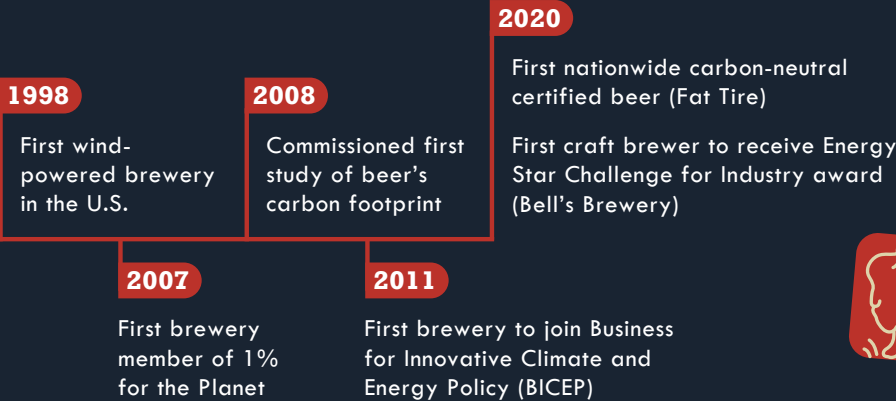 1998
First wind-
powered brewery
in the U.S.
2007
First brewery
member of 1%
for the Planet
2008
Commissioned first
study of beer's
carbon footprint
2011
First brewery to join Business
for Innovative Climate and
Energy Policy (BICEP)
2020
First nationwide carbon-neutral
certified beer (Fat Tire)
First craft brewer to receive Energy
Star Challenge for Industry award
(Bell's Brewery)